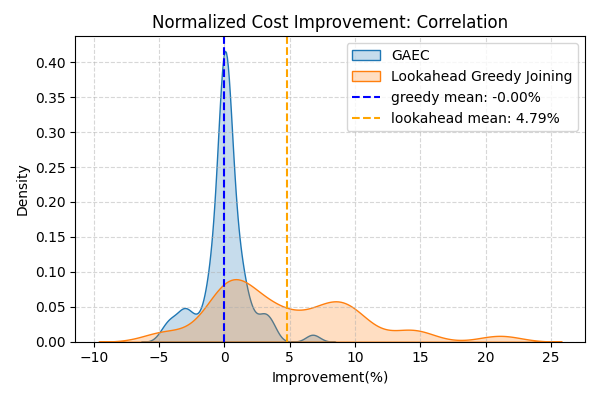 Normalized Cost Improvement: Correlation
GAEC
Lookahead Greedy Joining
greedy mean: -0.00%
lookahead mean: 4.79%
Density
0.40
0.35
0.30
0.25
0.20
0.15
0.10
0.05
0.00
−10 −5 0 5 10 15 20 25
Improvement(%)